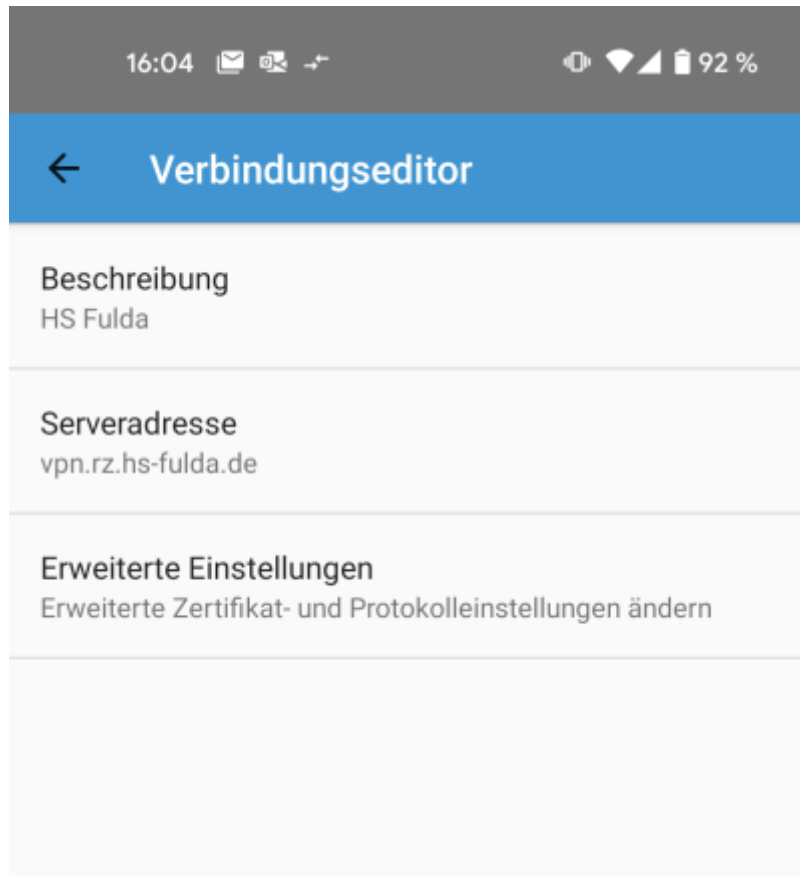 16:04 92 %
Verbindungseditor
Beschreibung
HS Fulda
Serveradresse
vpn.rz.hs-fulda.de
Erweiterte Einstellungen
Erweiterte Zertifikat- und Protokolleinstellungen ändern